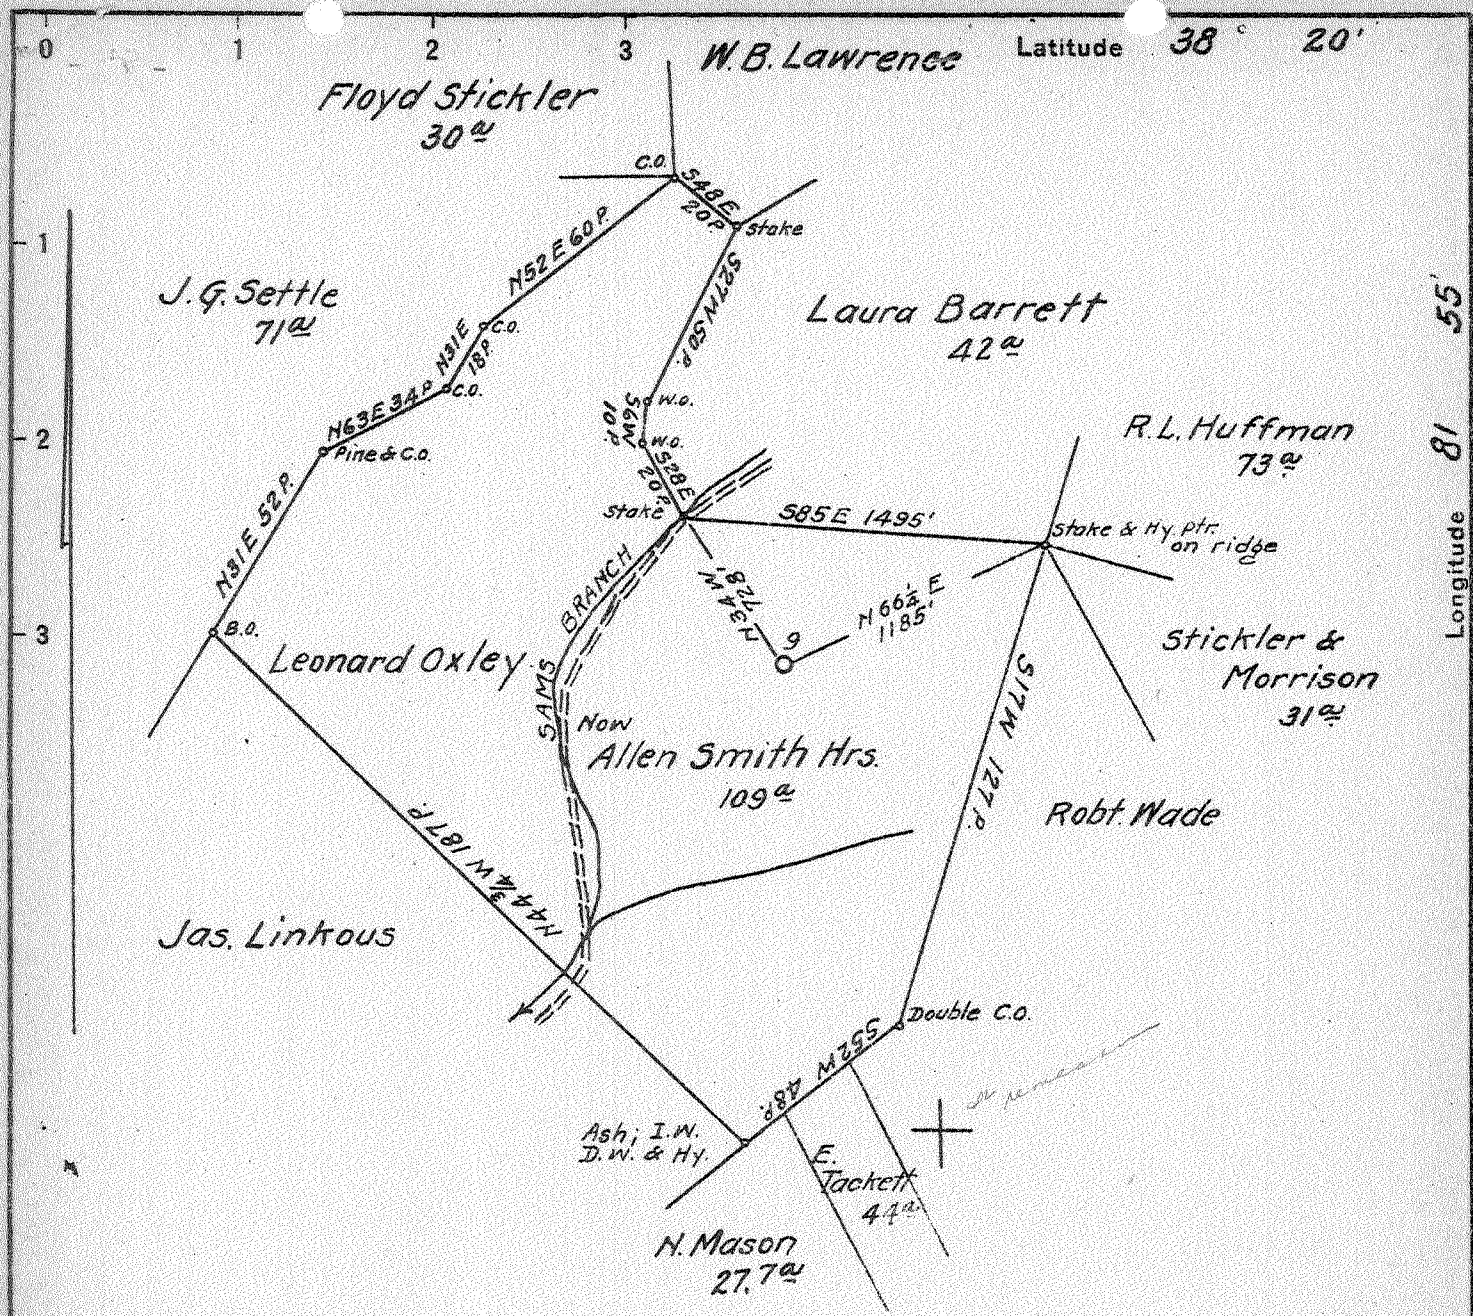 0 1 2 3
W.B. Lawrence
Latitude 38° 20'
Floyd Stickler
30 a
C.O.
S48E
20P
Stake
1
N52E 60P.
J.G. Settle
71 a
S27W 50P.
Laura Barrett
42 a
Longitude 81 55'
N31E
18P.
C.O.
C.O.
N63E 34P
W.O.
S6W
10P.
2
Pine & C.O.
W.O.
R.L. Huffman
73 a
S28E
20P.
N31E 52P.
Stake
S85E 1495'
Stake & Hy. ptr.
on ridge
BRANCH
N34W
728'
N66½E
1185'
3
B.O.
9
Stickler &
Morrison
31 a
Leonard Oxley
SAMS
S17W 127P.
Now
Allen Smith Hrs.
109 a
Robt. Wade
N44¾W 187P.
Jas. Linkous
Double C.O.
S52W 48P.
Ash, I.W.
D.W. & Hy.
E.
Tackett
44 a
N. Mason
27.7 a